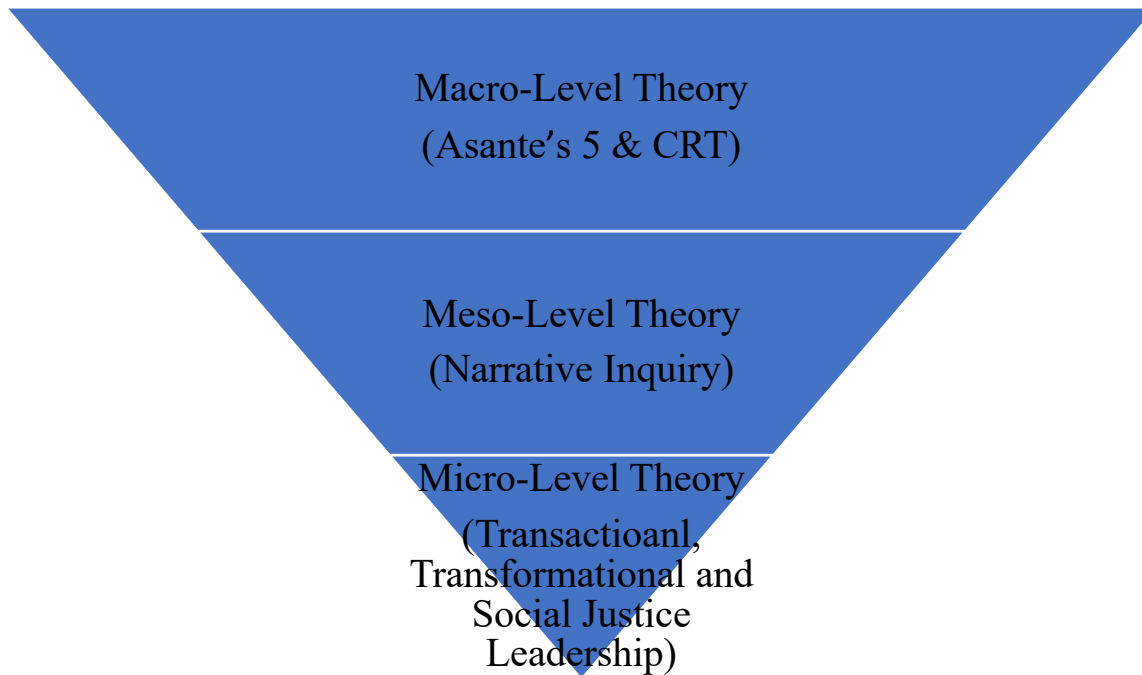 Macro-Level Theory
(Asante’s 5 & CRT)
Meso-Level Theory
(Narrative Inquiry)
Micro-Level Theory
(Transactioanl,
Transformational and
Social Justice
Leadership)